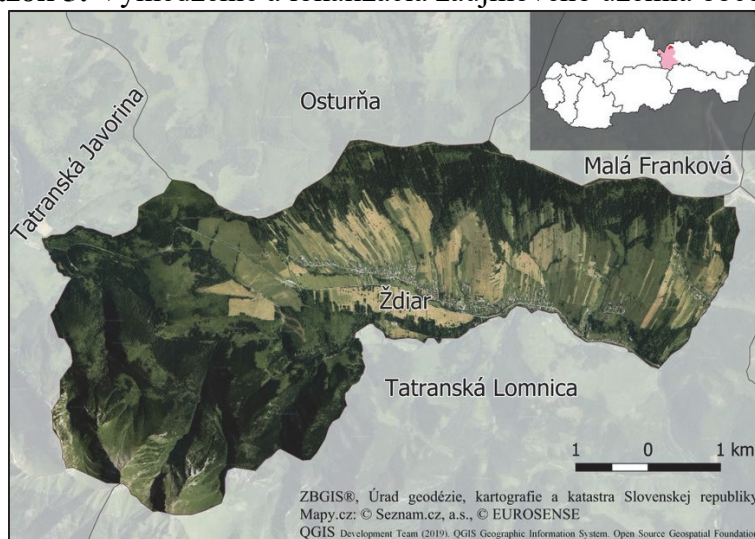 Osturňa
Tatranská Javorina
Malá Franková
Ždiar
Tatranská Lomnica
1 0 1 km
ZBGIS®, Úrad geodézie, kartografie a katastra Slovenskej republiky
Mapy.cz: © Seznam.cz, a.s., © EUROSENSE
QGIS Development Team (2019). QGIS Geographic Information System. Open Source Geospatial Foundation